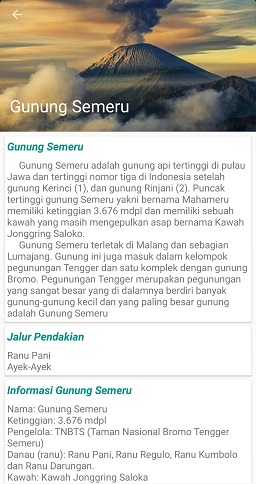 Gunung Semeru
Gunung Semeru
Gunung Semeru adalah gunung api tertinggi di pulau
Jawa dan tertinggi nomor tiga di Indonesia setelah
gunung Kerinci (1), dan gunung Rinjani (2). Puncak
tertinggi gunung Semeru yakni bernama Mahameru
memiliki ketinggian 3.676 mdpl dan memiliki sebuah
kawah yang masih mengepulkan asap bernama Kawah
Jonggring Saloko.
Gunung Semeru terletak di Malang dan sebagian
Lumajang. Gunung ini juga masuk dalam kelompok
pegunungan Tengger dan satu komplek dengan gunung
Bromo. Pegunungan Tengger merupakan pegunungan
yang sangat besar yang di dalamnya berdiri banyak
gunung-gunung kecil dan yang paling besar gunung
adalah Gunung Semeru
Jalur Pendakian
Ranu Pani
Ayek-Ayek
Informasi Gunung Semeru
Nama: Gunung Semeru
Ketinggian: 3.676 mdpl
Pengelola: TNBTS (Taman Nasional Bromo Tengger
Semeru)
Danau (ranu): Ranu Pani, Ranu Regulo, Ranu Kumbolo
dan Ranu Darungan.
Kawah: Kawah Jonggring Saloka